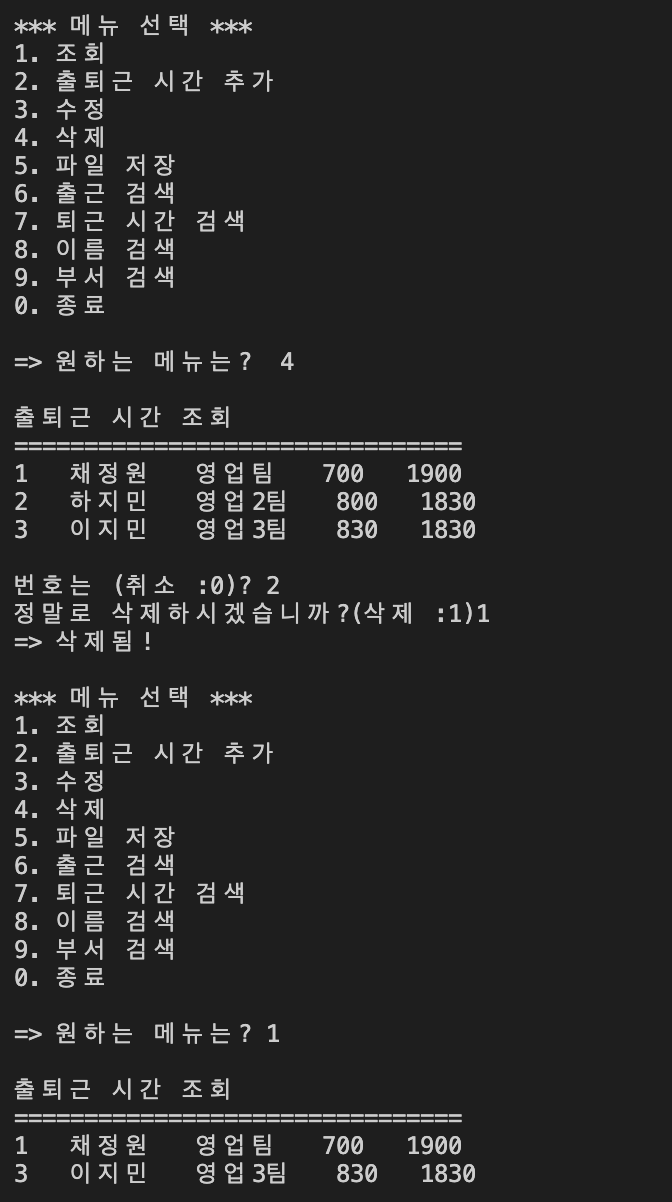 *** 메뉴 선택 ***
1. 조회
2. 출퇴근 시간 추가
3. 수정
4. 삭제
5. 파일 저장
6. 출근 검색
7. 퇴근 시간 검색
8. 이름 검색
9. 부서 검색
0. 종료
=> 원하는 메뉴는?  4
출퇴근 시간 조회
================================
1   채정원   영업팀   700   1900
2   하지민   영업2팀   800   1830
3   이지민   영업3팀   830   1830
번호는 (취소 :0)? 2
정말로 삭제하시겠습니까?(삭제 :1)1
=> 삭제됨!
*** 메뉴 선택 ***
1. 조회
2. 출퇴근 시간 추가
3. 수정
4. 삭제
5. 파일 저장
6. 출근 검색
7. 퇴근 시간 검색
8. 이름 검색
9. 부서 검색
0. 종료
=> 원하는 메뉴는? 1
출퇴근 시간 조회
================================
1   채정원   영업팀   700   1900
3   이지민   영업3팀   830   1830